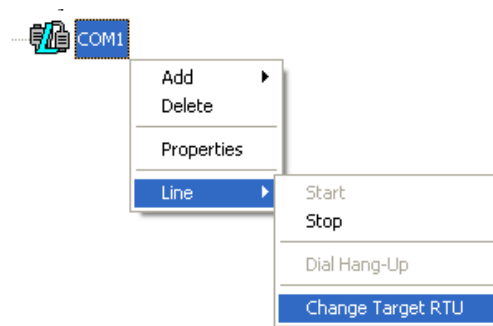 COM1
Add
Delete
Properties
Line
Start
Stop
Dial Hang-Up
Change Target RTU